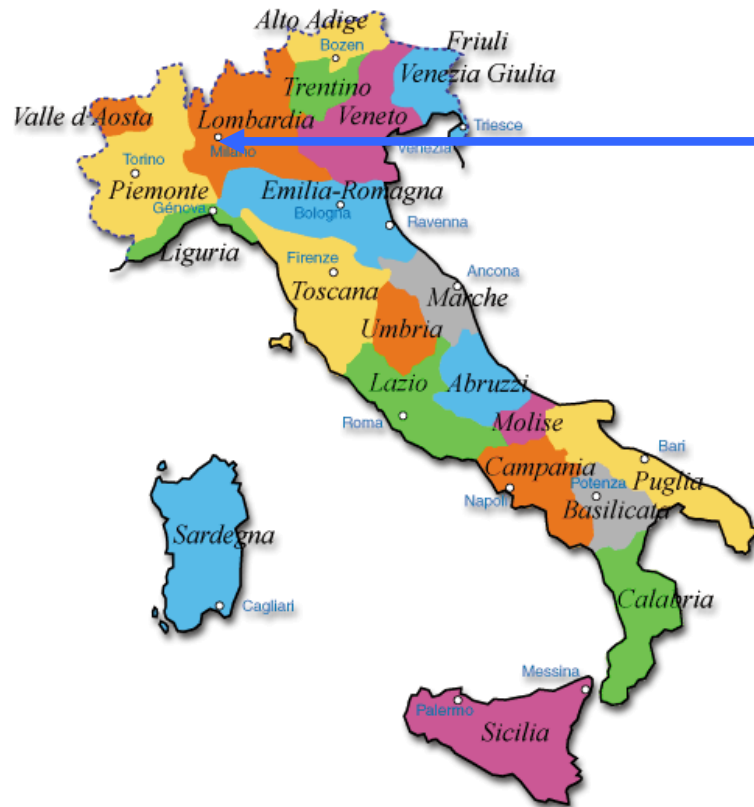 Alto Adige
Bozen
Friuli
Venezia Giulia
Trentino
Valle d'Aosta
Lombardia
Veneto
Triesce
Milano
Venezia
Torino
Piemonte
Emilia-Romagna
Génova
Bologna
Ravenna
Liguria
Firenze
Ancona
Toscana
Marche
Umbria
Lazio
Abruzzi
Roma
Molise
Bari
Campania
Potenza
Puglia
Napoli
Basilicata
Sardegna
Cagliari
Calabria
Messina
Palermo
Sicilia